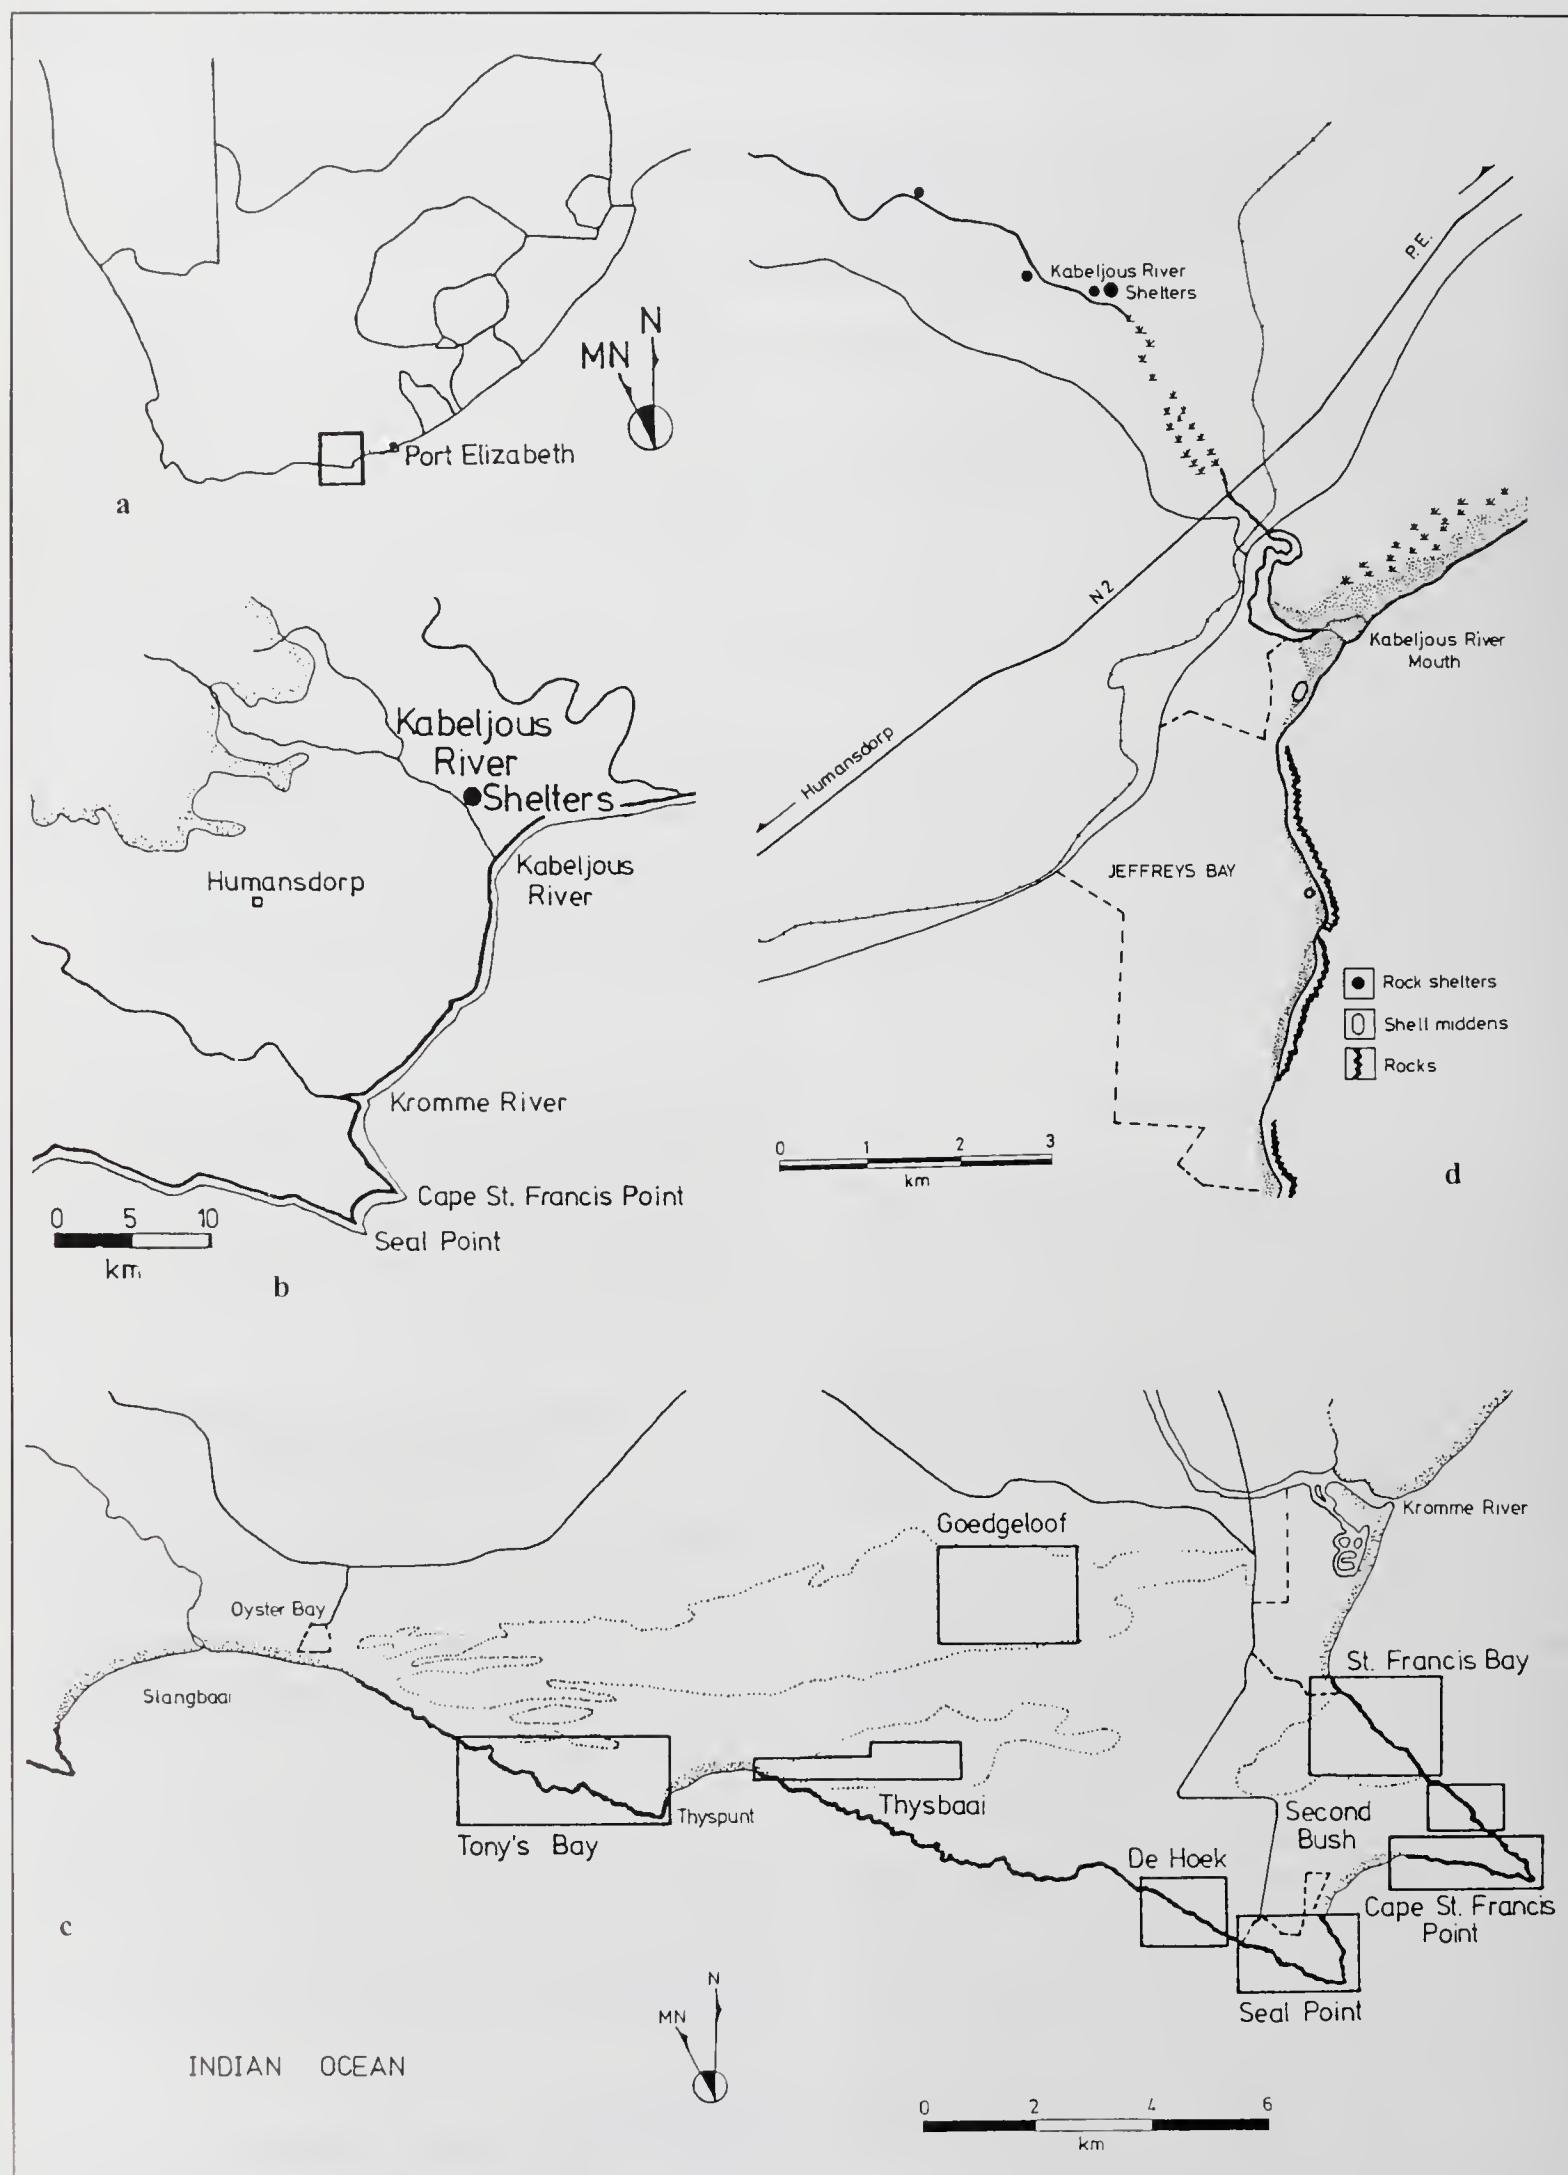 N
MN
Port Elizabeth
a
Kabeljous River
Shelters
P.E.
N2
Kabeljous River
Mouth
Humansdorp
JEFFREYS BAY
Rock shelters
Shell middens
Rocks
0 1 2 3
km
d
Kabeljous
River
Shelters
Kabeljous
River
Humansdorp
Kromme River
Cape St. Francis Point
Seal Point
0 5 10
km
b
Goedgeloof
Kromme River
Oyster Bay
Slangbaai
St. Francis Bay
Thysbaai
Thyspunt
Tony's Bay
Second
Bush
De Hoek
Cape St. Francis
Point
Seal Point
c
N
MN
INDIAN OCEAN
0 2 4 6
km